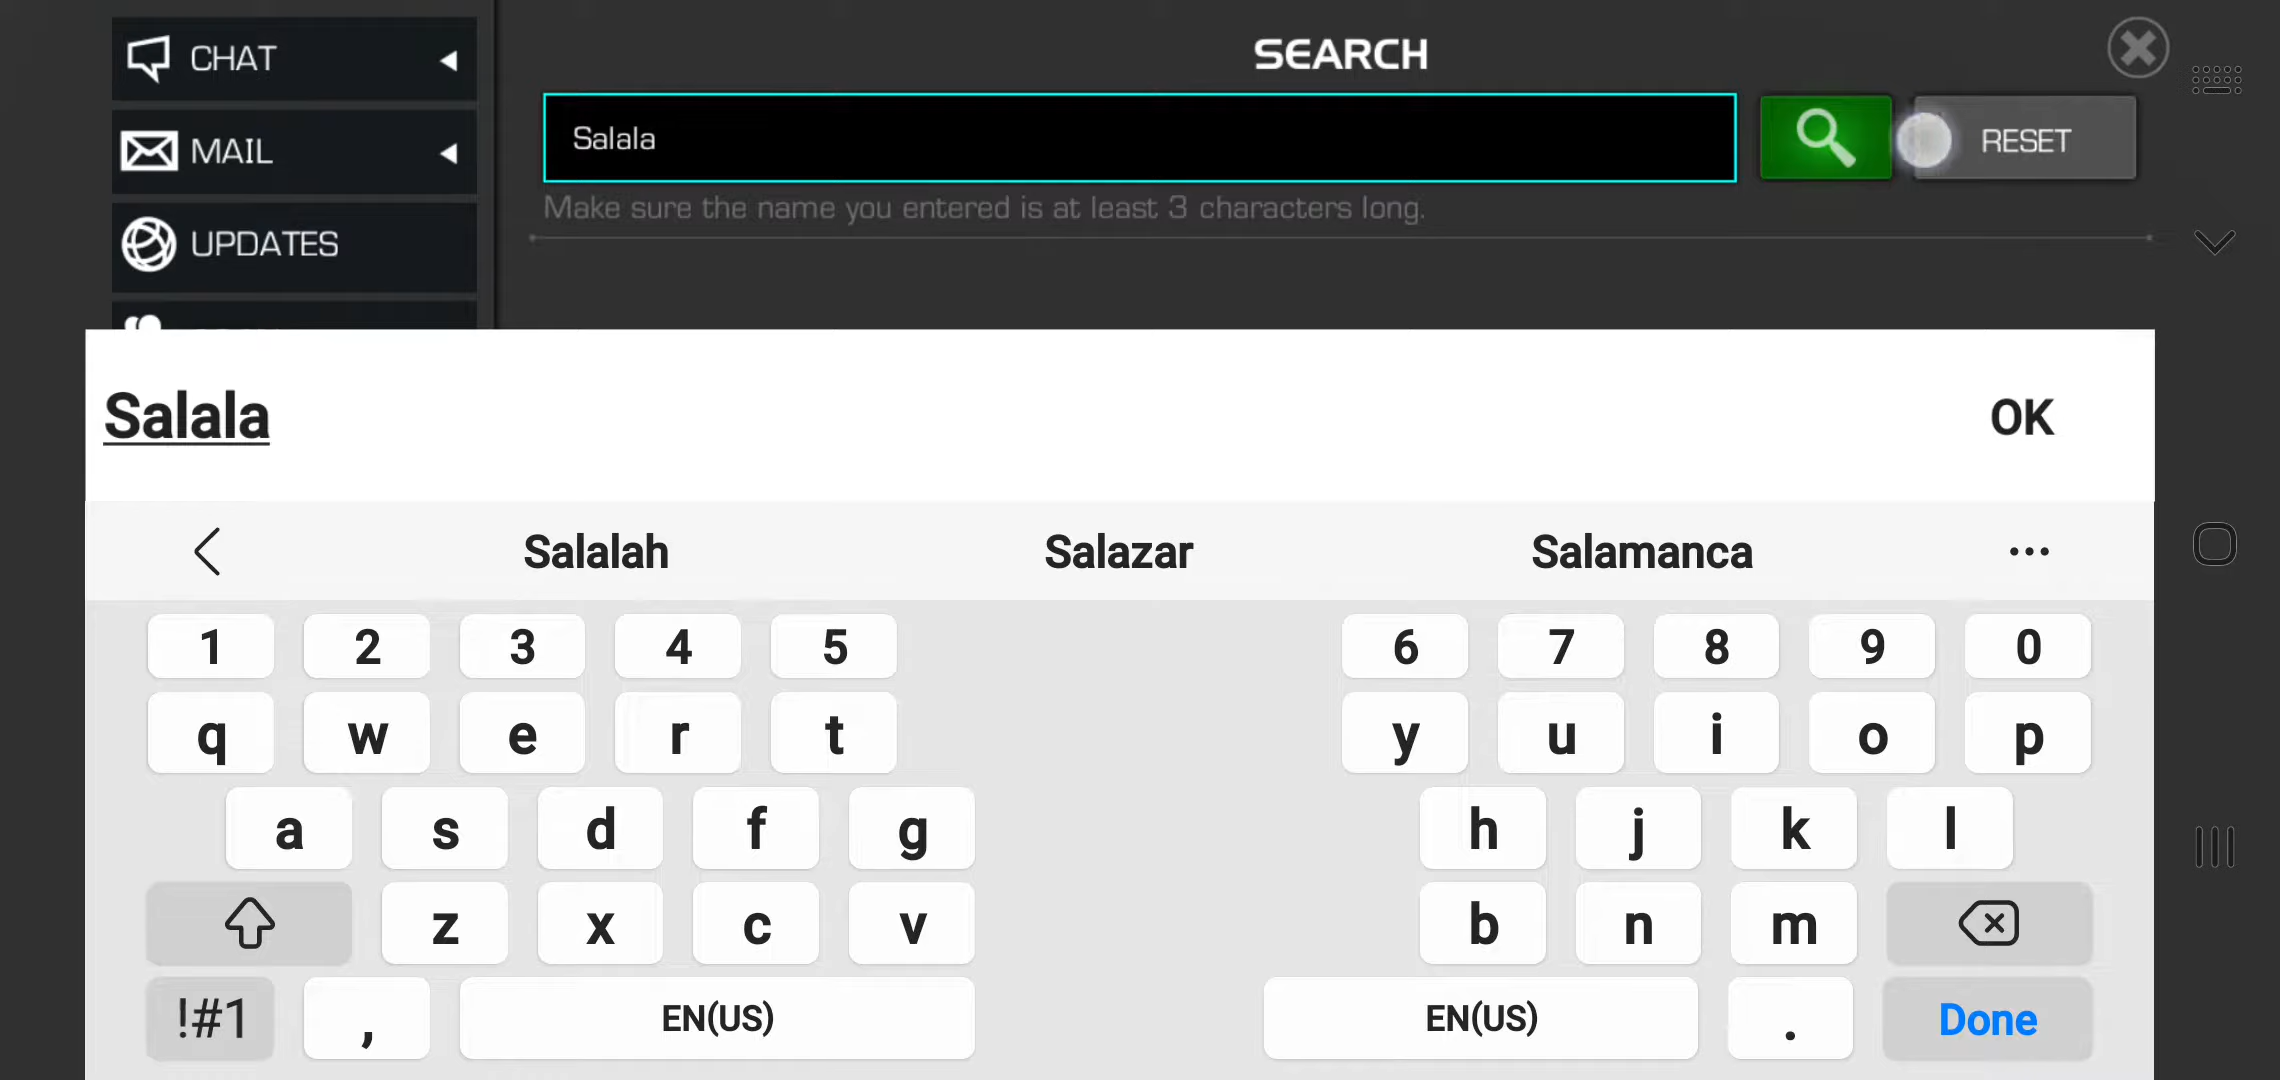 CHAT
MAIL
UPDATES
SEARCH
Salala
RESET
Make sure the name you entered is at least 3 characters long.
Salala
OK
Salalah Salazar Salamanca ...
1 2 3 4 5 6 7 8 9 0
q w e r t y u i o p
a s d f g h j k l
z x c v b n m
!#1 , EN(US) EN(US) . Done